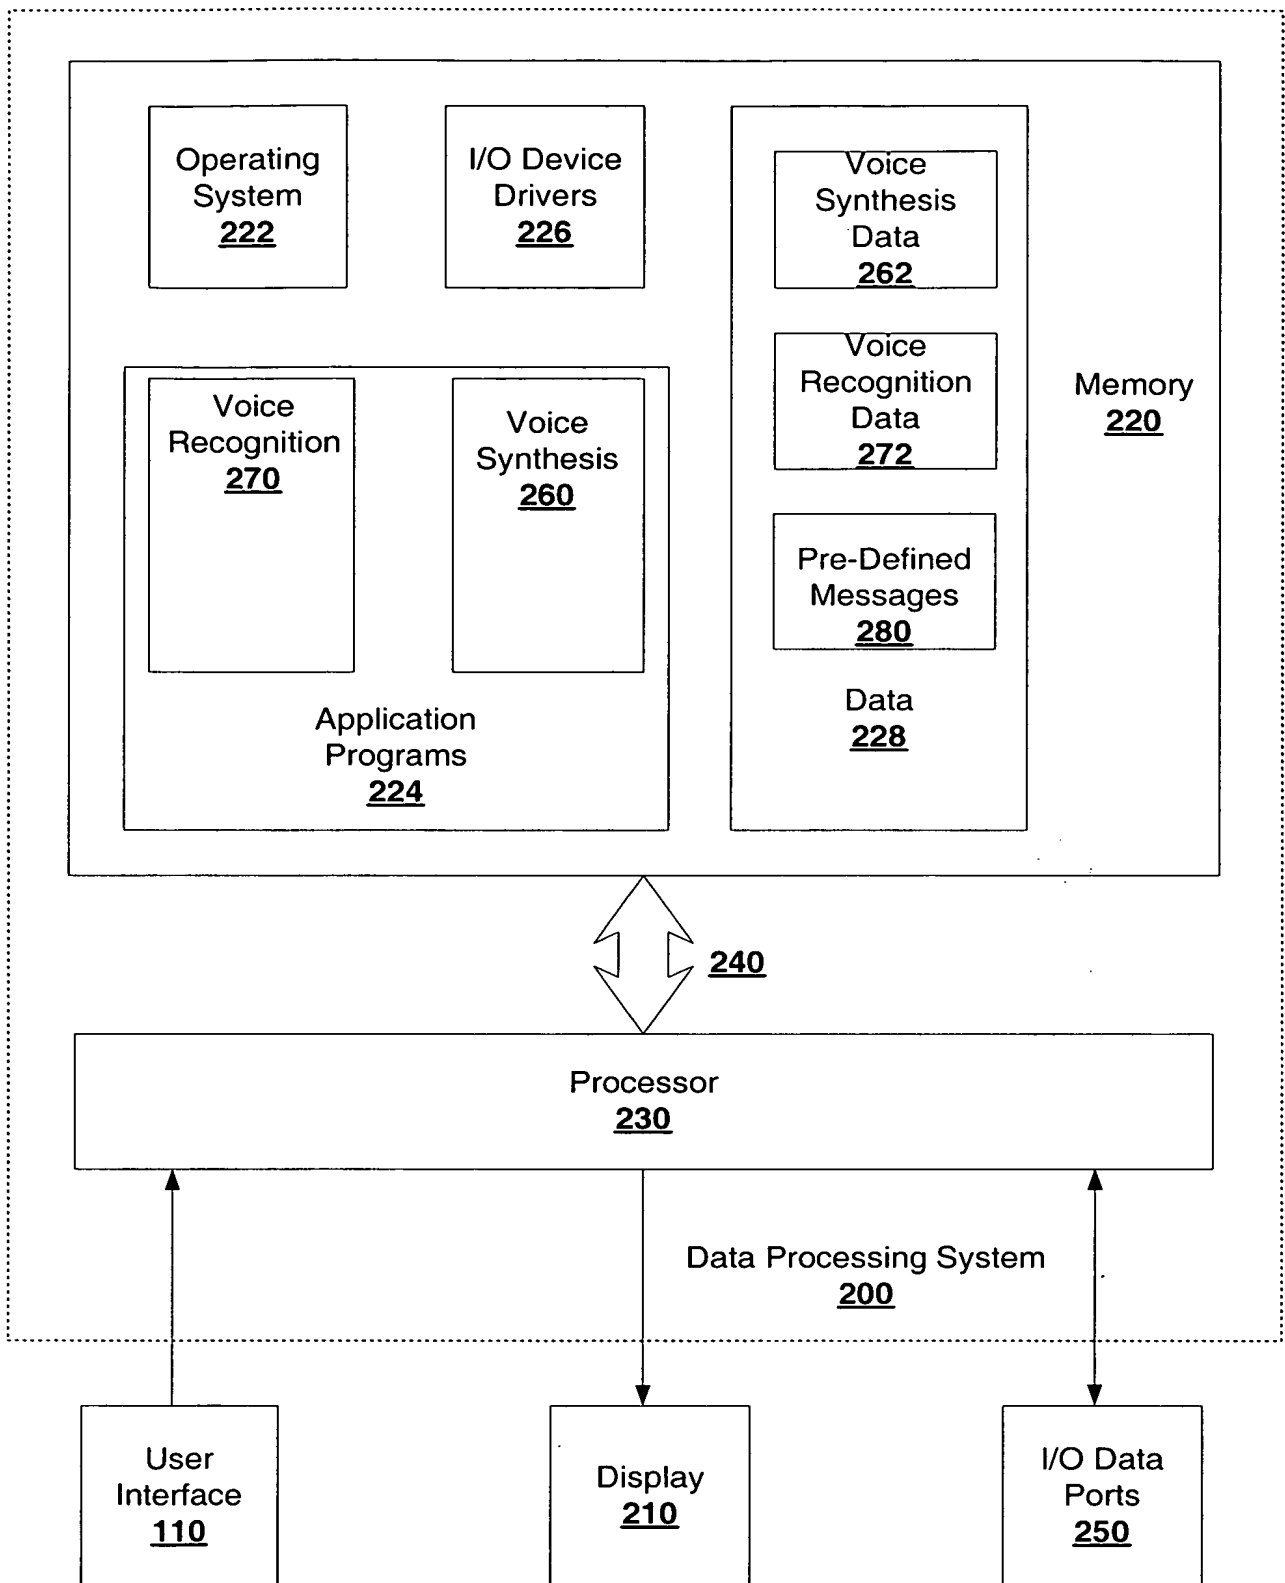 Operating
System
222
I/O Device
Drivers
226
Voice
Synthesis
Data
262
Voice
Recognition
Data
272
Pre-Defined
Messages
280
Data
228
Memory
220
Voice
Recognition
270
Voice
Synthesis
260
Application
Programs
224
240
Processor
230
Data Processing System
200
User
Interface
110
Display
210
I/O Data
Ports
250